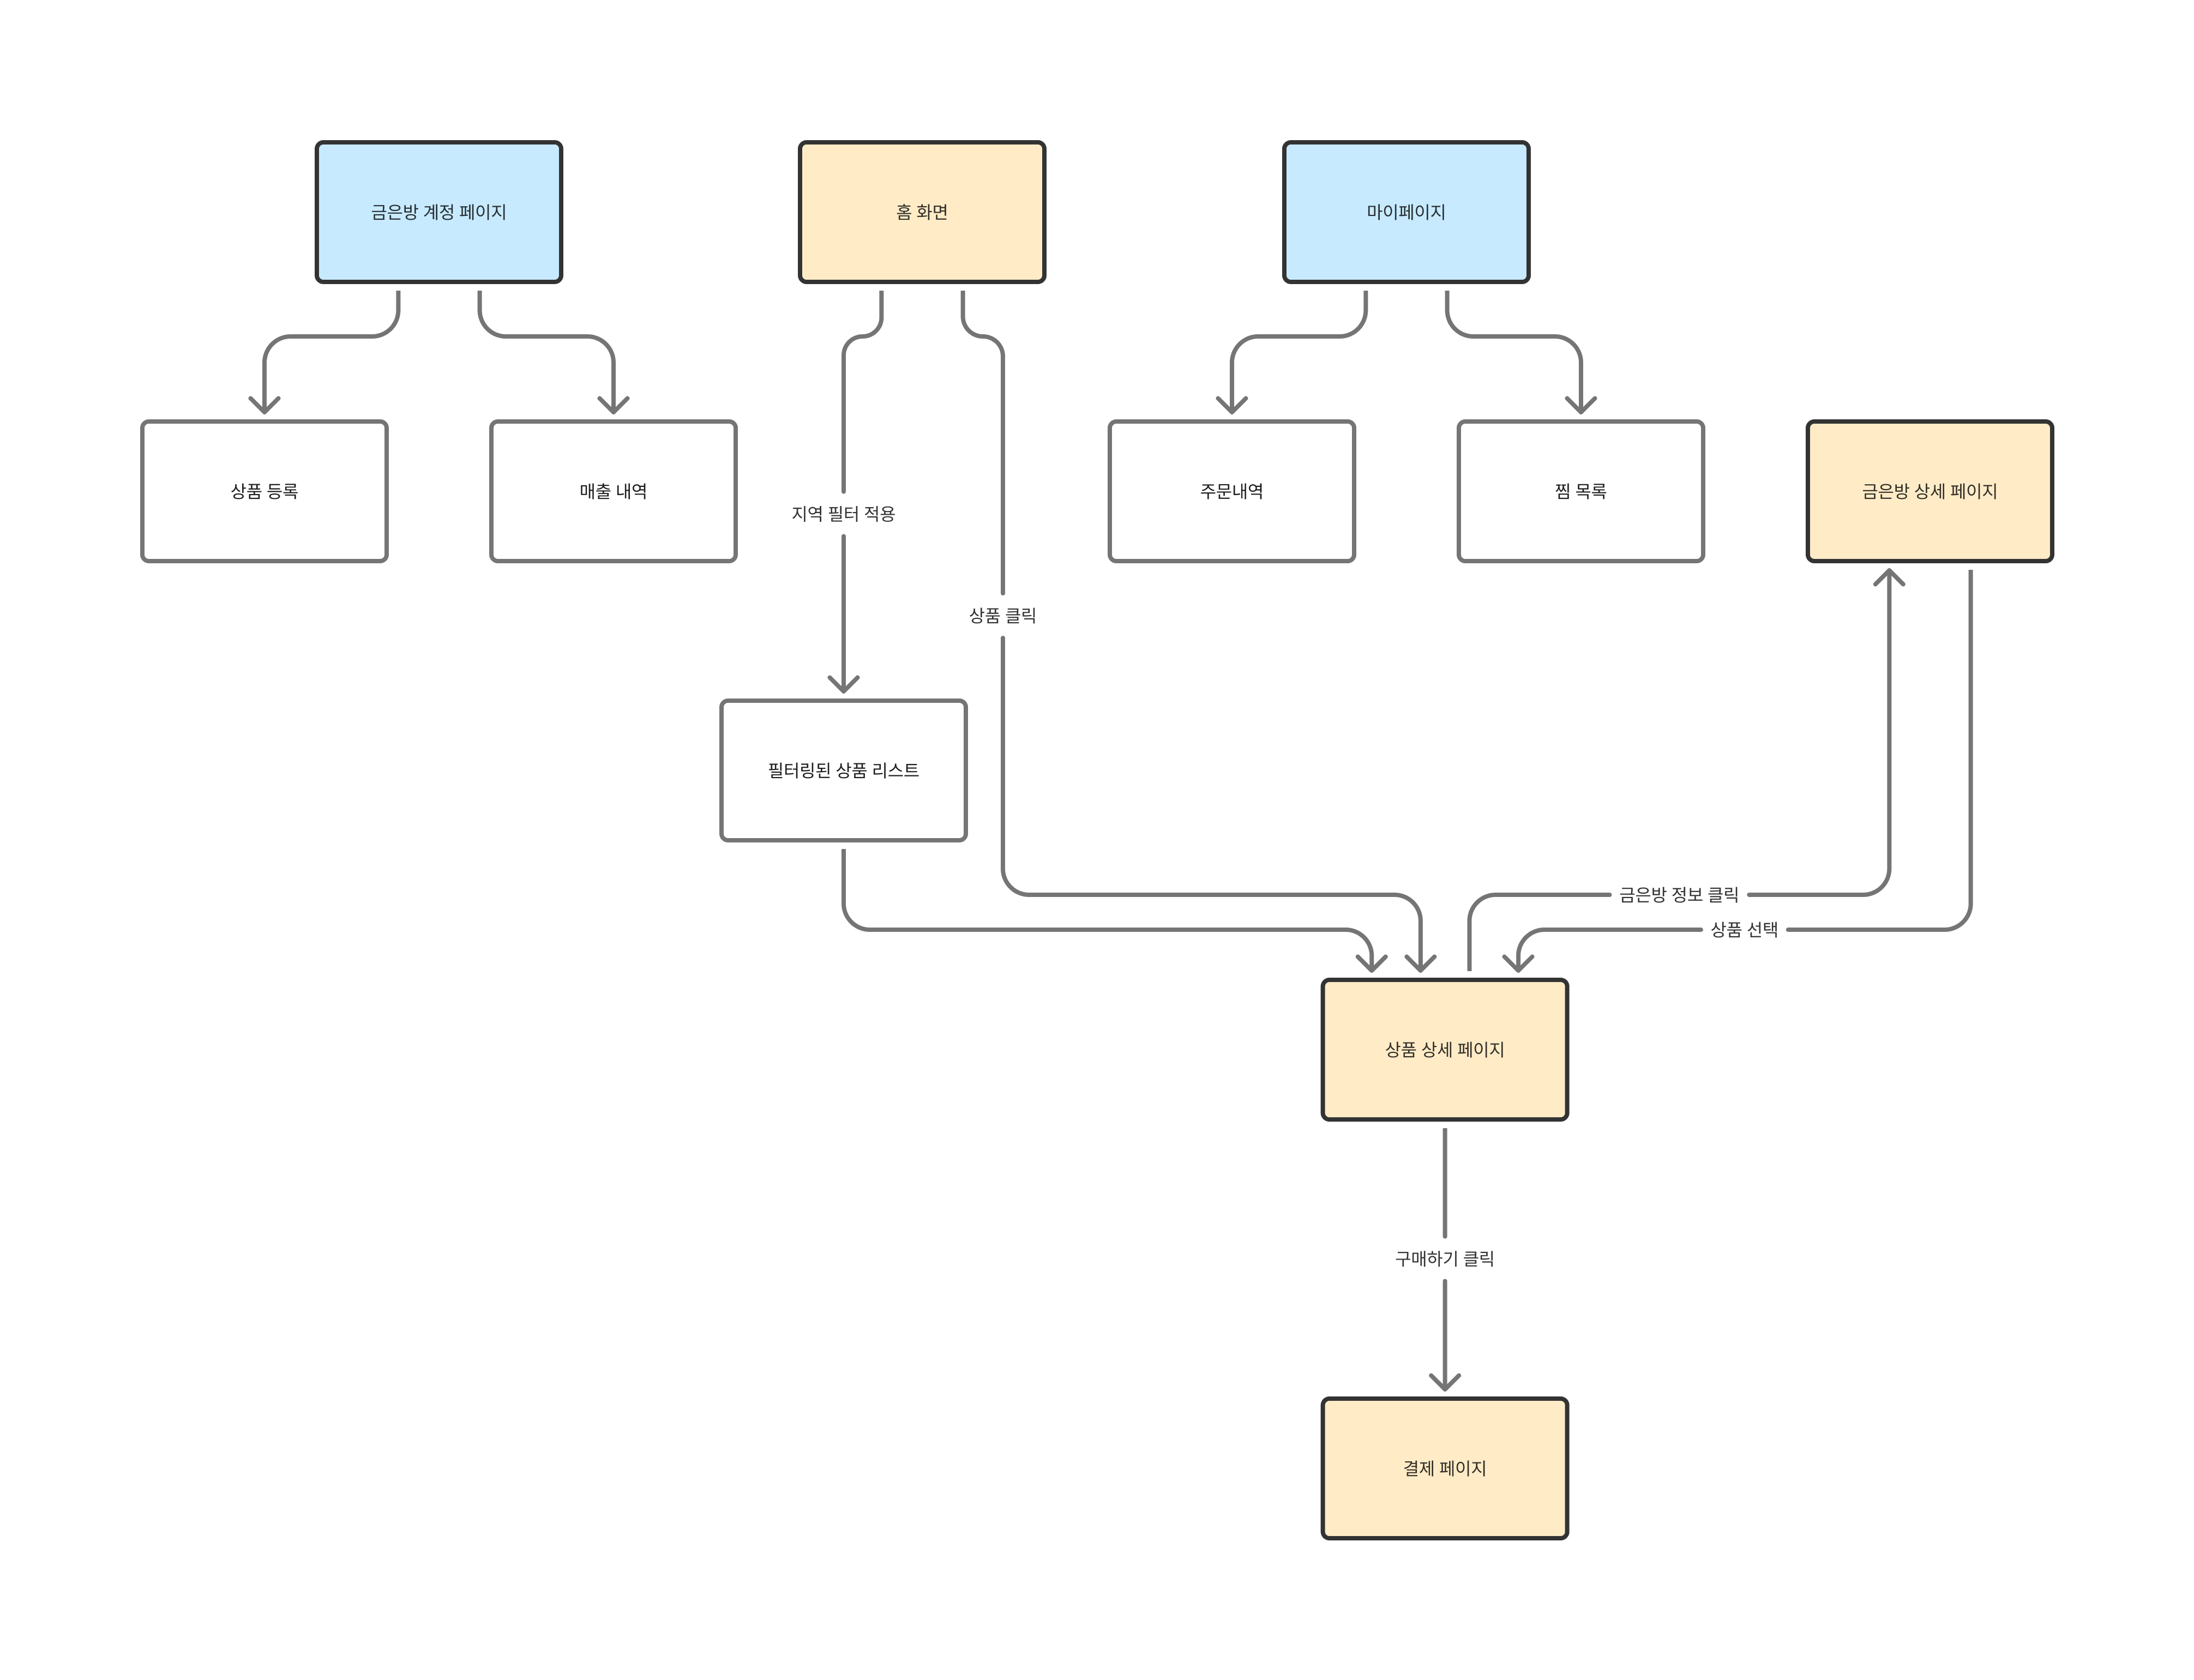 금은방 계정 페이지
홈 화면
마이페이지
상품 등록
매출 내역
주문내역
찜 목록
금은방 상세 페이지
지역 필터 적용
상품 클릭
필터링된 상품 리스트
금은방 정보 클릭
상품 선택
상품 상세 페이지
구매하기 클릭
결제 페이지